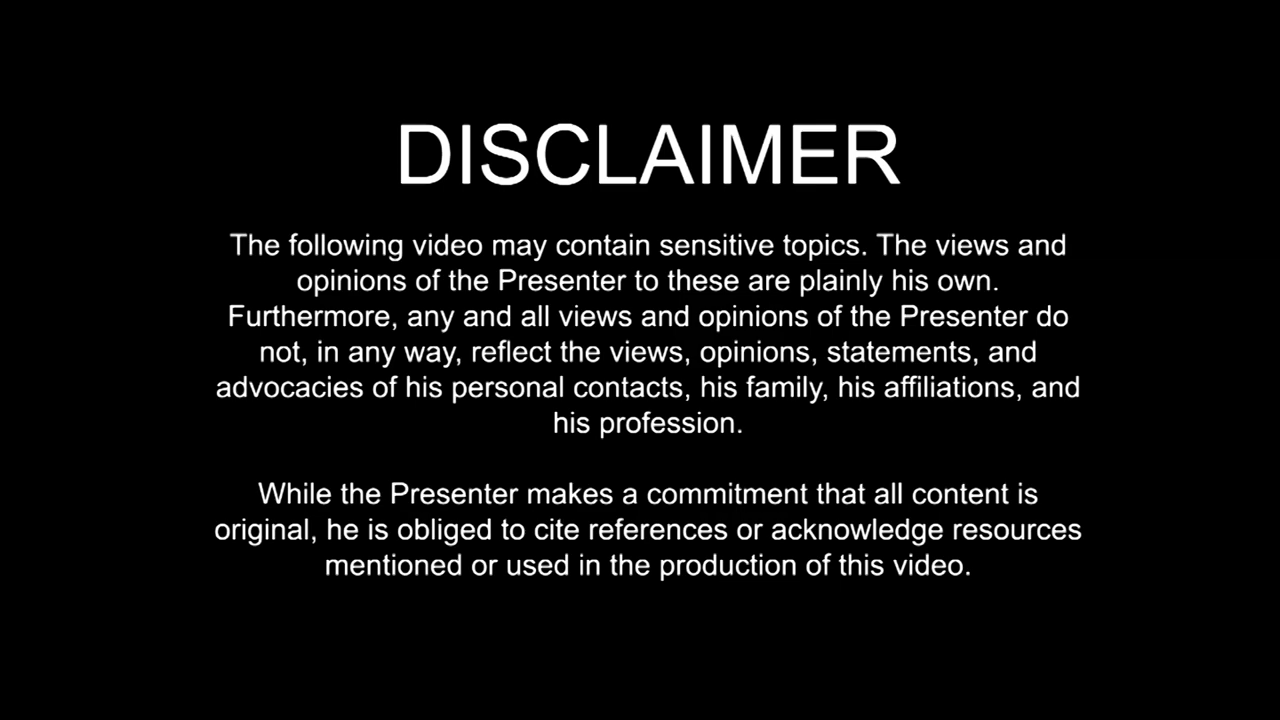 DISCLAIMER
The following video may contain sensitive topics. The views and
opinions of the Presenter to these are plainly his own.
Furthermore, any and all views and opinions of the Presenter do
not, in any way, reflect the views, opinions, statements, and
advocacies of his personal contacts, his family, his affiliations, and
his profession.
While the Presenter makes a commitment that all content is
original, he is obliged to cite references or acknowledge resources
mentioned or used in the production of this video.